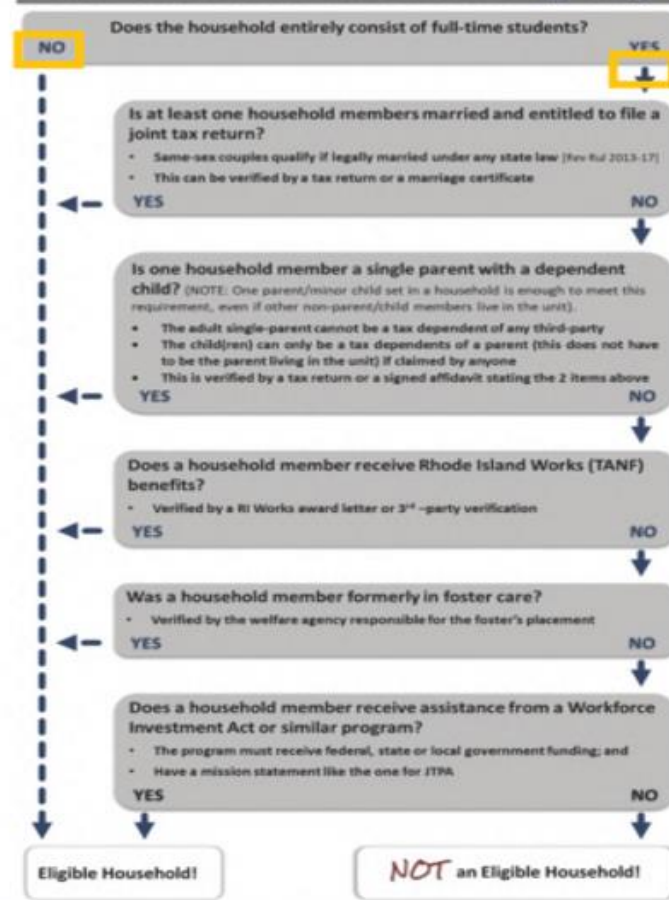 Does the household entirely consist of full-time students?
NO YES
Is at least one household members married and entitled to file a
joint tax return?
• Same-sex couples qualify if legally married under any state law [Rev Rul 2013-17]
• This can be verified by a tax return or a marriage certificate
YES NO
Is one household member a single parent with a dependent
child? (NOTE: One parent/minor child set in a household is enough to meet this
requirement, even if other non-parent/child members live in the unit).
• The adult single-parent cannot be a tax dependent of any third-party
• The child(ren) can only be a tax dependents of a parent (this does not have
to be the parent living in the unit) if claimed by anyone
• This is verified by a tax return or a signed affidavit stating the 2 items above
YES NO
Does a household member receive Rhode Island Works (TANF)
benefits?
• Verified by a RI Works award letter or 3rd –party verification
YES NO
Was a household member formerly in foster care?
• Verified by the welfare agency responsible for the foster's placement
YES NO
Does a household member receive assistance from a Workforce
Investment Act or similar program?
• The program must receive federal, state or local government funding; and
• Have a mission statement like the one for JTPA
YES NO
Eligible Household! NOT an Eligible Household!